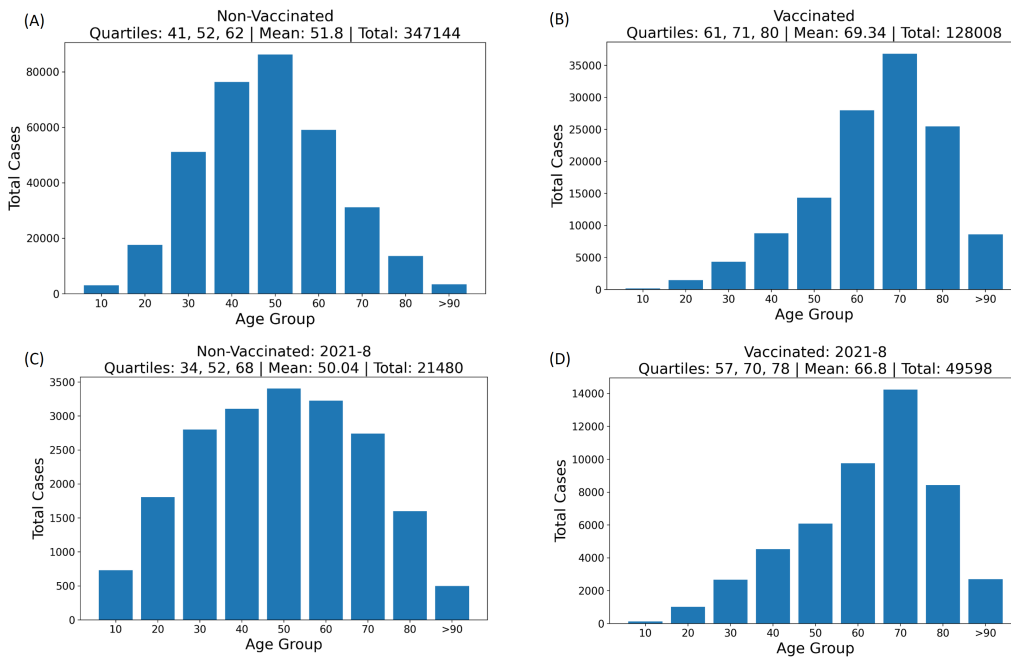 (A)
Non-Vaccinated
Quartiles: 41, 52, 62 | Mean: 51.8 | Total: 347144
80000
60000
40000
20000
0
Total Cases
10 20 30 40 50 60 70 80 >90
Age Group
(B)
Vaccinated
Quartiles: 61, 71, 80 | Mean: 69.34 | Total: 128008
35000
30000
25000
20000
15000
10000
5000
0
Total Cases
10 20 30 40 50 60 70 80 >90
Age Group
(C)
Non-Vaccinated: 2021-8
Quartiles: 34, 52, 68 | Mean: 50.04 | Total: 21480
3500
3000
2500
2000
1500
1000
500
0
Total Cases
10 20 30 40 50 60 70 80 >90
Age Group
(D)
Vaccinated: 2021-8
Quartiles: 57, 70, 78 | Mean: 66.8 | Total: 49598
14000
12000
10000
8000
6000
4000
2000
0
Total Cases
10 20 30 40 50 60 70 80 >90
Age Group